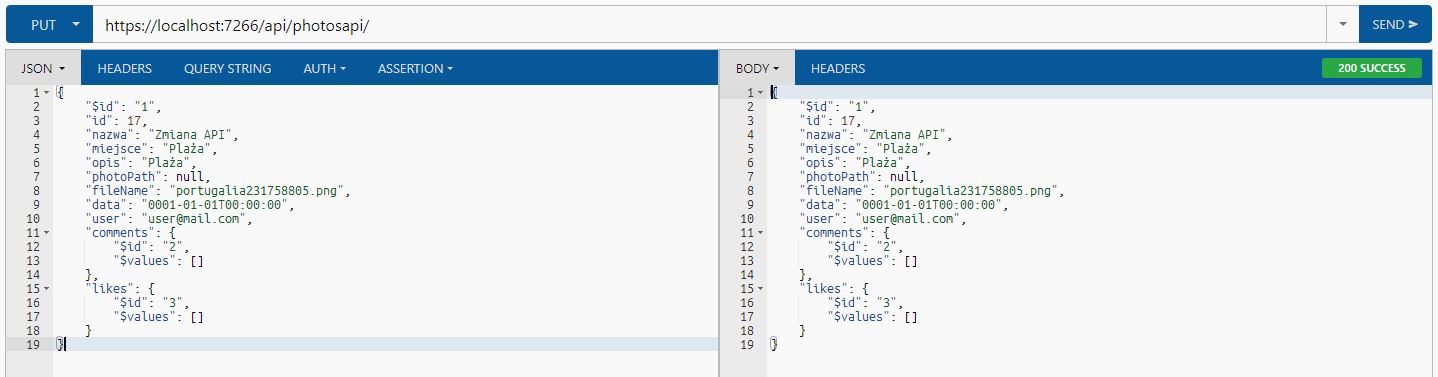 PUT https://localhost:7266/api/photosapi/ SEND
JSON HEADERS QUERY STRING AUTH ASSERTION
1 {
2 "$id": "1",
3 "id": 17,
4 "nazwa": "Zmiana API",
5 "miejsce": "Plaża",
6 "opis": "Plaża",
7 "photoPath": null,
8 "fileName": "portugalia231758805.png",
9 "data": "0001-01-01T00:00:00",
10 "user": "user@mail.com",
11 "comments": {
12 "$id": "2",
13 "$values": []
14 },
15 "likes": {
16 "$id": "3",
17 "$values": []
18 }
19 }
BODY HEADERS 200 SUCCESS
1 {
2 "$id": "1",
3 "id": 17,
4 "nazwa": "Zmiana API",
5 "miejsce": "Plaża",
6 "opis": "Plaża",
7 "photoPath": null,
8 "fileName": "portugalia231758805.png",
9 "data": "0001-01-01T00:00:00",
10 "user": "user@mail.com",
11 "comments": {
12 "$id": "2",
13 "$values": []
14 },
15 "likes": {
16 "$id": "3",
17 "$values": []
18 }
19 }